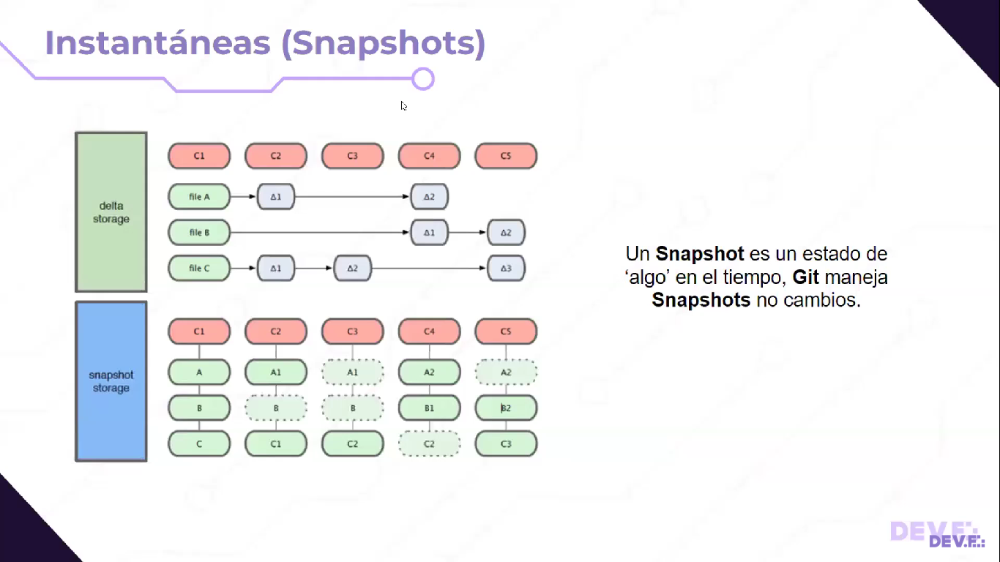 Instantáneas (Snapshots)
delta
storage
C1 C2 C3 C4 C5
file A Δ1 Δ2
file B Δ1 Δ2
file C Δ1 Δ2 Δ3
snapshot
storage
C1 C2 C3 C4 C5
A A1 A1 A2 A2
B B B B1 B2
C C1 C2 C2 C3
Un Snapshot es un estado de
‘algo’ en el tiempo, Git maneja
Snapshots no cambios.
DEV.F.:
DEV.F.: